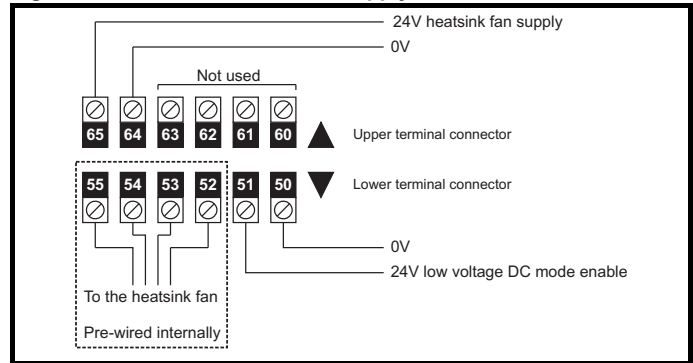 24V heatsink fan supply
0V
Not used
65 64 63 62 61 60
Upper terminal connector
55 54 53 52 51 50
Lower terminal connector
0V
24V low voltage DC mode enable
To the heatsink fan
Pre-wired internally